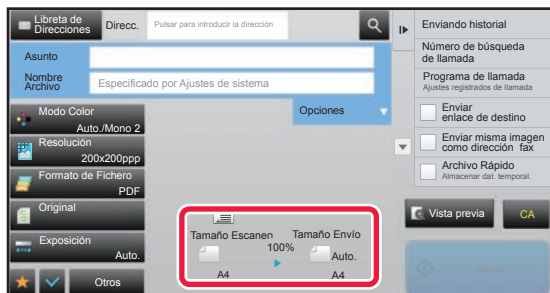 Libreta de
Direcciones
Direcc.
Pulsar para introducir la dirección
Asunto
Nombre
Archivo
Especificado por Ajustes de sistema
Opciones
Modo Color
Auto./Mono 2
Resolución
200x200ppp
Formato de Fichero
PDF
Original
Exposición
Auto.
Otros
Tamaño Escaneo
100%
Tamaño Envío
Auto.
A4
A4
Enviando historial
Número de búsqueda
de llamada
Programa de llamada
Ajustes registrados de llamada
Enviar
enlace de destino
Enviar misma imagen
como dirección fax
Archivo Rápido
Almacenar dat. temporal.
Vista previa
CA
Iniciar